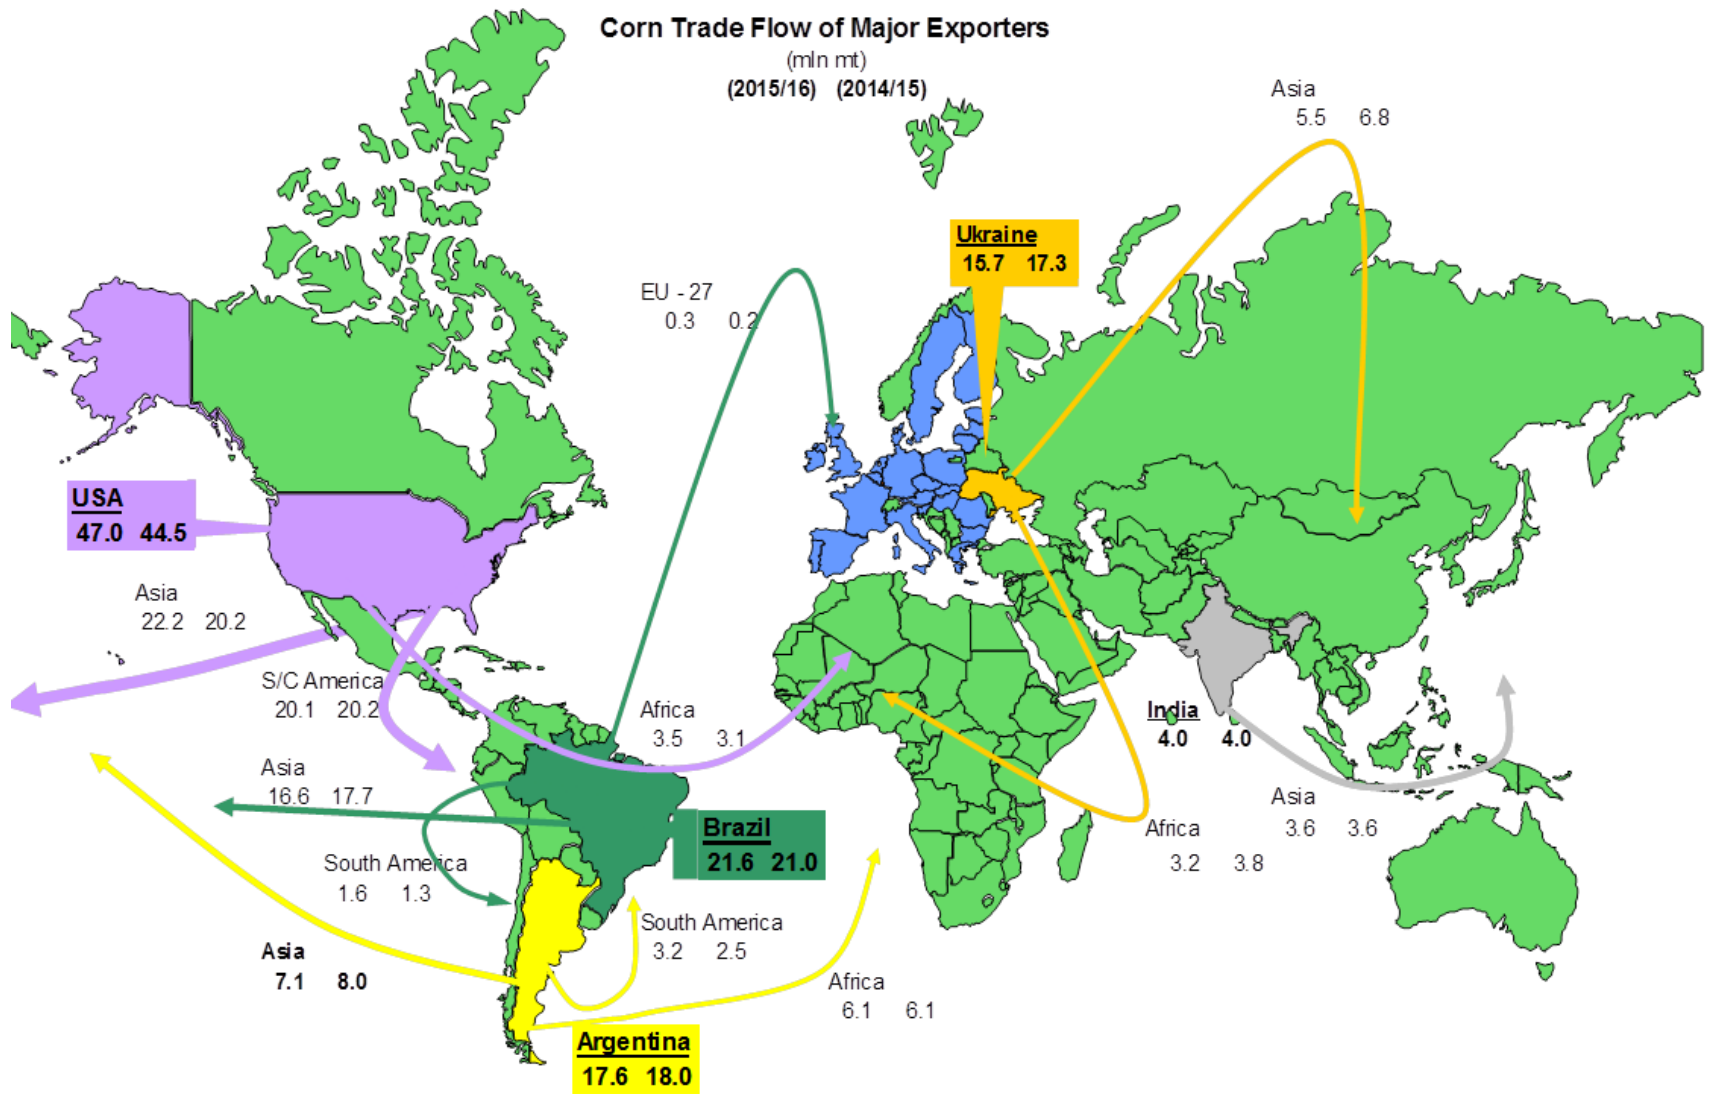 Corn Trade Flow of Major Exporters
(mln mt)
(2015/16) (2014/15)
Asia
5.5 6.8
Ukraine
15.7 17.3
EU - 27
0.3 0.2
USA
47.0 44.5
Asia
22.2 20.2
S/C America
20.1 20.2
Africa
3.5 3.1
India
4.0 4.0
Asia
16.6 17.7
Asia
3.6 3.6
Brazil
21.6 21.0
Africa
3.2 3.8
South America
1.6 1.3
South America
3.2 2.5
Asia
7.1 8.0
Africa
6.1 6.1
Argentina
17.6 18.0